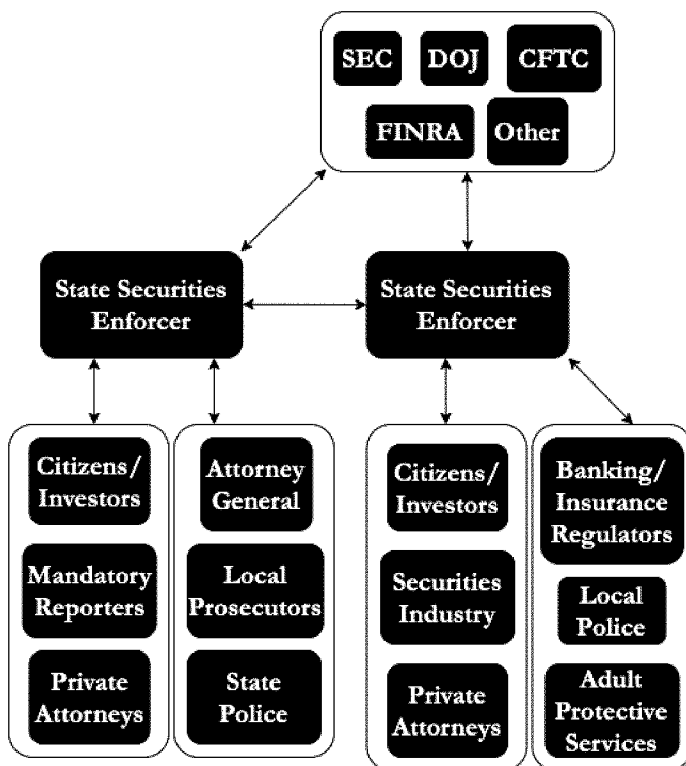 SEC
DOJ
CFTC
FINRA
Other
State Securities
Enforcer
State Securities
Enforcer
Citizens/
Investors
Mandatory
Reporters
Private
Attorneys
Attorney
General
Local
Prosecutors
State
Police
Citizens/
Investors
Securities
Industry
Private
Attorneys
Banking/
Insurance
Regulators
Local
Police
Adult
Protective
Services